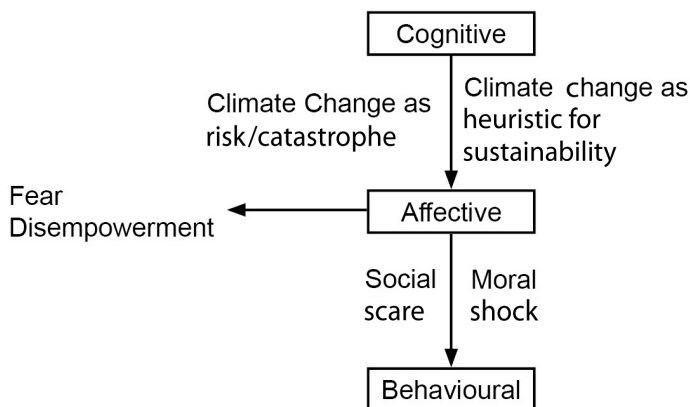 Cognitive
Climate Change as
risk/catastrophe
Climate change as
heuristic for
sustainability
Fear
Disempowerment
Affective
Social
scare
Moral
shock
Behavioural